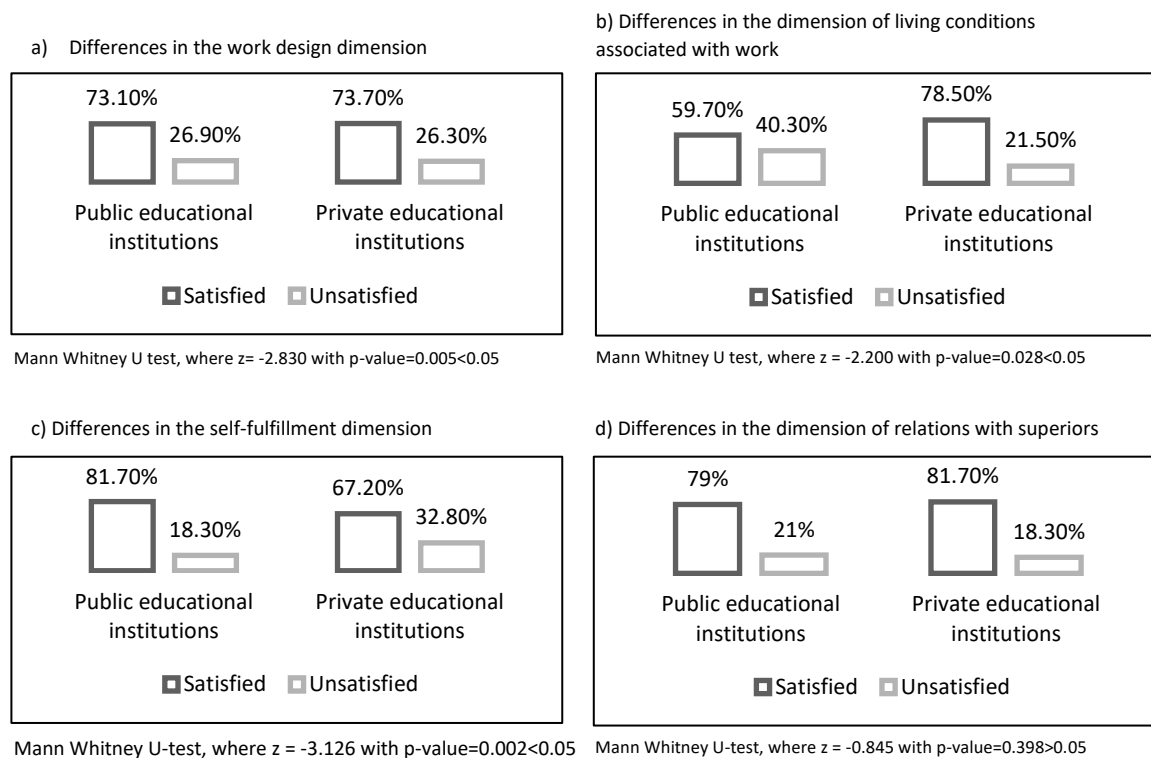 a) Differences in the work design dimension
73.10%
26.90%
73.70%
26.30%
Public educational
institutions
Private educational
institutions
Satisfied
Unsatisfied
Mann Whitney U test, where z= -2.830 with p-value=0.005<0.05
b) Differences in the dimension of living conditions
associated with work
59.70%
40.30%
78.50%
21.50%
Public educational
institutions
Private educational
institutions
Satisfied
Unsatisfied
Mann Whitney U test, where z = -2.200 with p-value=0.028<0.05
c) Differences in the self-fulfillment dimension
81.70%
18.30%
67.20%
32.80%
Public educational
institutions
Private educational
institutions
Satisfied
Unsatisfied
Mann Whitney U-test, where z = -3.126 with p-value=0.002<0.05
d) Differences in the dimension of relations with superiors
79%
21%
81.70%
18.30%
Public educational
institutions
Private educational
institutions
Satisfied
Unsatisfied
Mann Whitney U-test, where z = -0.845 with p-value=0.398>0.05